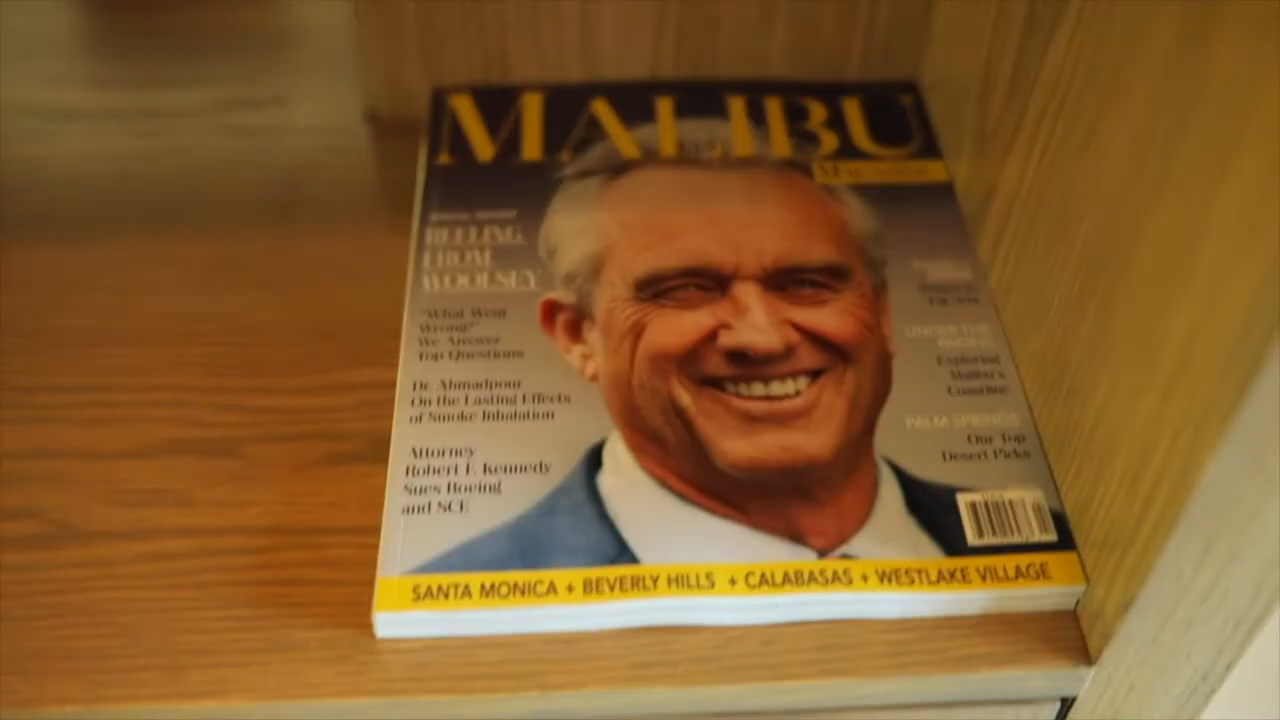 MALIBU
REELING
FROM
WOOLSEY
"What Went
Wrong?"
We Answer
Top Questions
Dr. Ahmadpour
On the Lasting Effects
of Smoke Inhalation
Attorney
Robert F. Kennedy
Sues Boeing
and SCE
UNDER THE
PACIFIC
Exploring
Malibu's
Coastline
PALM SPRINGS
Our Top
Desert Picks
SANTA MONICA + BEVERLY HILLS + CALABASAS + WESTLAKE VILLAGE